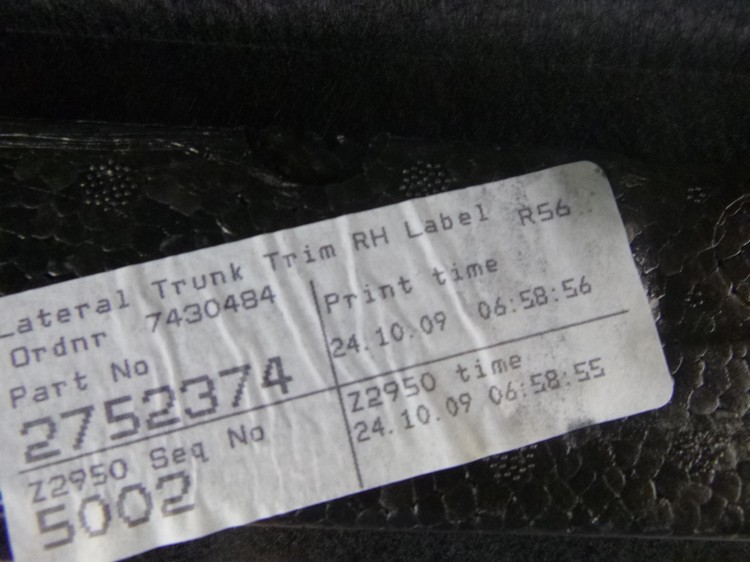 Lateral Trunk Trim RH Label R56
Ordnr 7430484
Part No
2752374
Print time
24.10.09 06:58:56
Z2950 Seq No
5002
Z2950 time
24.10.09 06:58:55